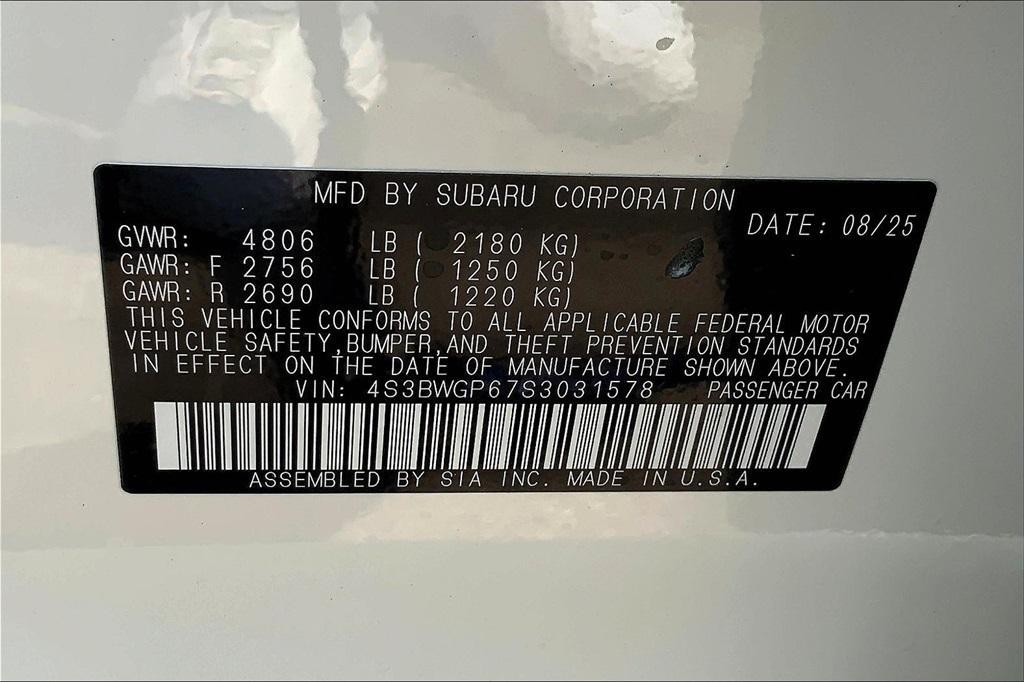 MFD BY SUBARU CORPORATION
DATE: 08/25
GVWR: 4806 LB ( 2180 KG)
GAWR: F 2756 LB ( 1250 KG)
GAWR: R 2690 LB ( 1220 KG)
THIS VEHICLE CONFORMS TO ALL APPLICABLE FEDERAL MOTOR
VEHICLE SAFETY,BUMPER,AND THEFT PREVENTION STANDARDS
IN EFFECT ON THE DATE OF MANUFACTURE SHOWN ABOVE.
VIN: 4S3BWGP67S3031578 PASSENGER CAR
ASSEMBLED BY SIA INC. MADE IN U.S.A.